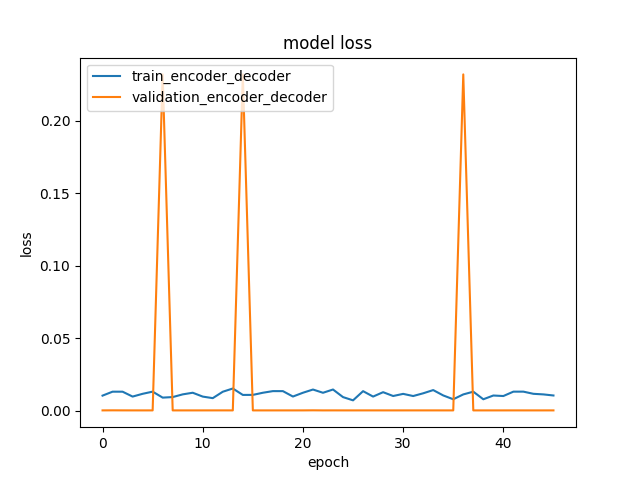 model loss
train_encoder_decoder
validation_encoder_decoder
0.20
0.15
0.10
0.05
0.00
loss
0 10 20 30 40
epoch